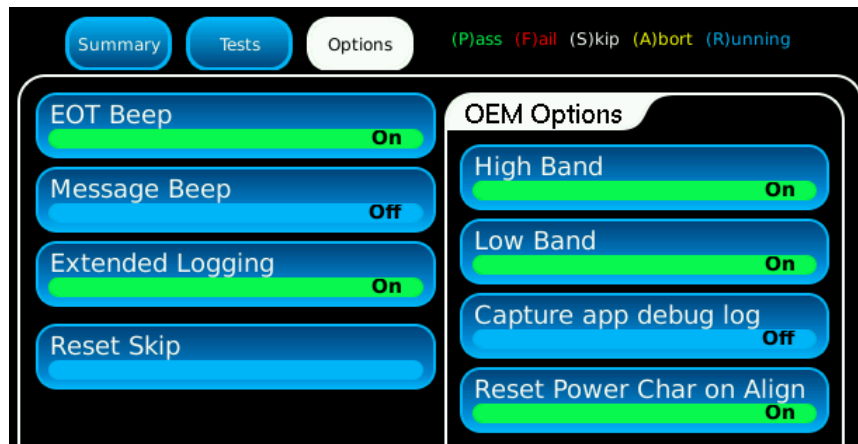 Summary
Tests
Options
(P)ass (F)ail (S)kip (A)bort (R)unning
EOT Beep
On
Message Beep
Off
Extended Logging
On
Reset Skip
OEM Options
High Band
On
Low Band
On
Capture app debug log
Off
Reset Power Char on Align
On